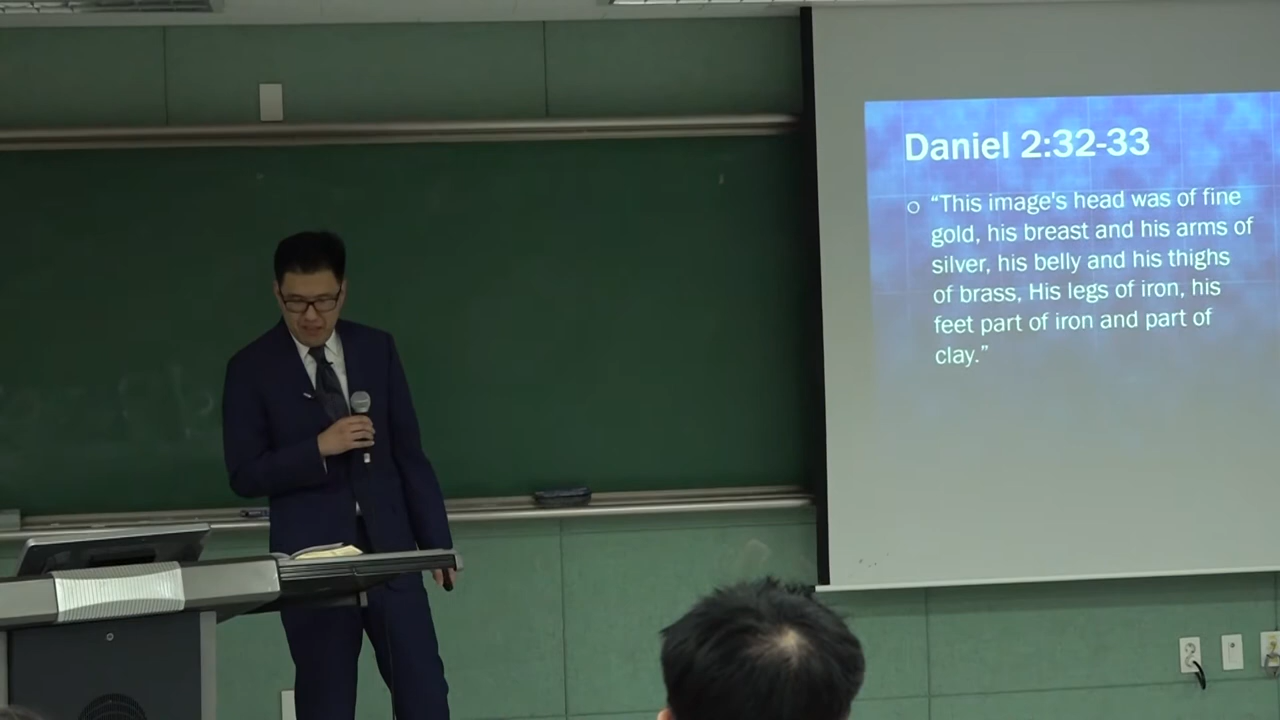 Daniel 2:32-33
“This image's head was of fine
gold, his breast and his arms of
silver, his belly and his thighs
of brass, His legs of iron, his
feet part of iron and part of
clay.”